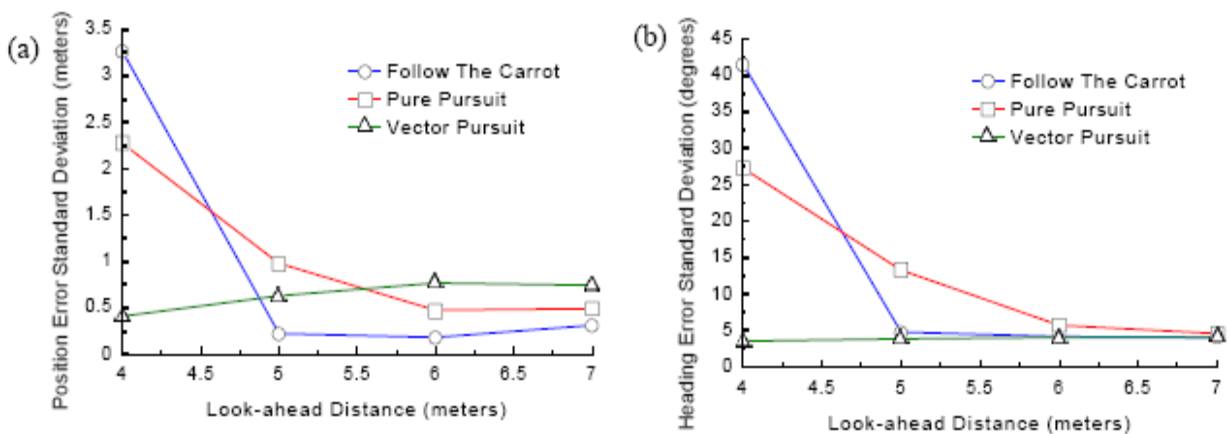 (a)
Position Error Standard Deviation (meters)
3.5
3
2.5
2
1.5
1
0.5
0
4 4.5 5 5.5 6 6.5 7
Look-ahead Distance (meters)
Follow The Carrot
Pure Pursuit
Vector Pursuit
(b)
Heading Error Standard Deviation (degrees)
45
40
35
30
25
20
15
10
5
0
4 4.5 5 5.5 6 6.5 7
Look-ahead Distance (meters)
Follow The Carrot
Pure Pursuit
Vector Pursuit